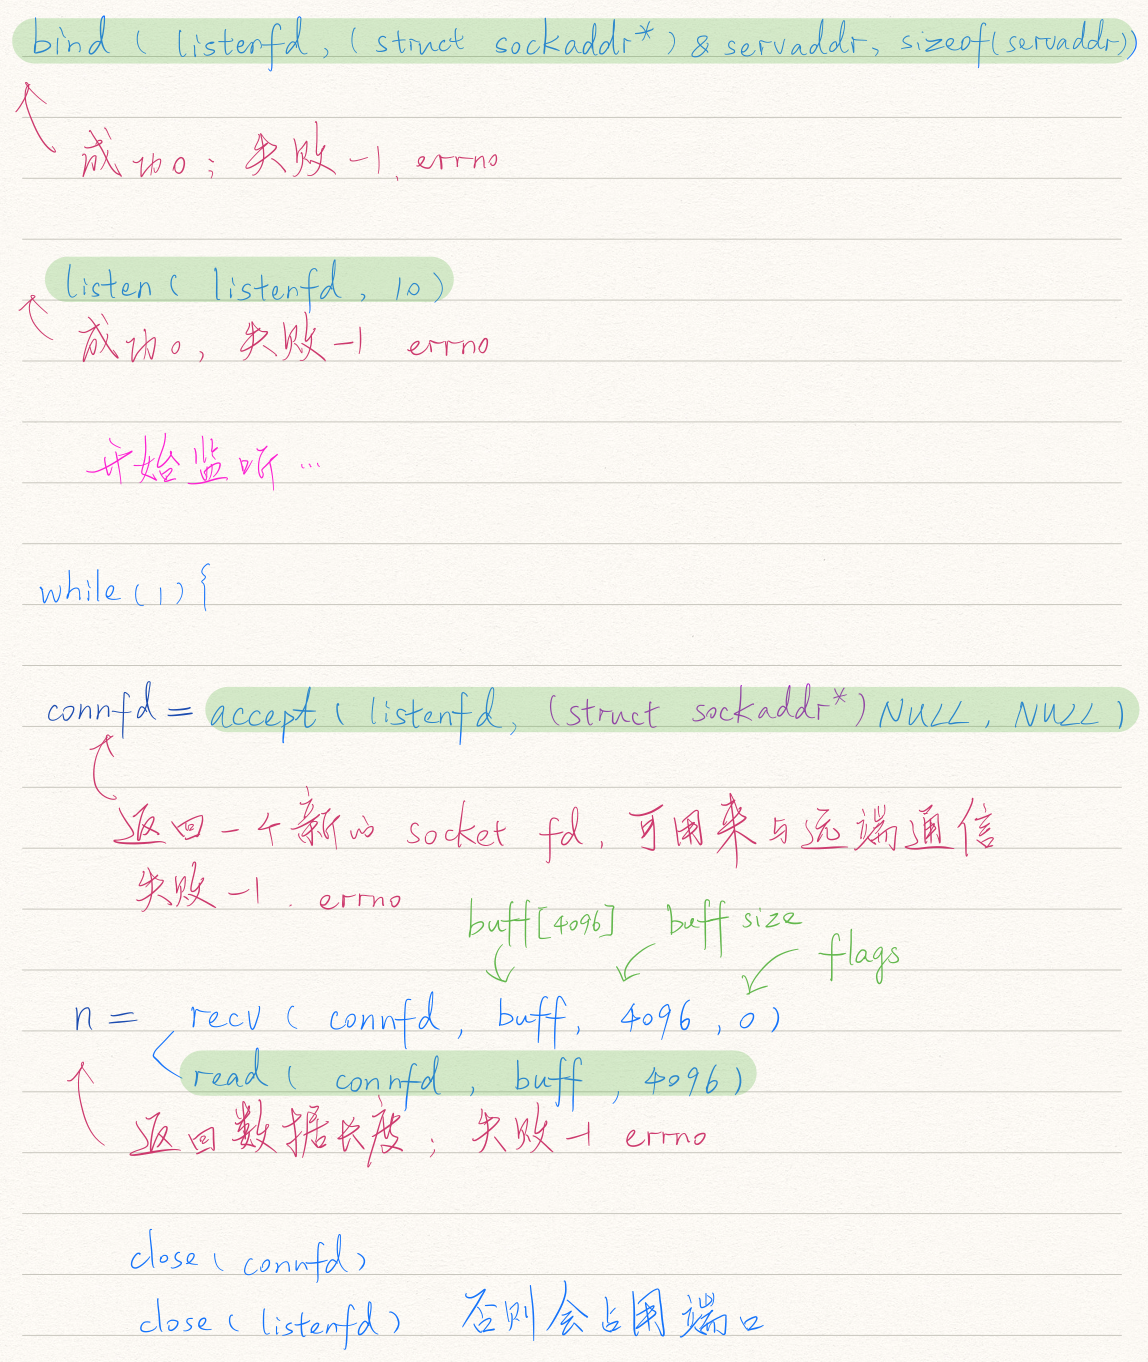 bind ( listenfd, (struct sockaddr*) & servaddr, sizeof(servaddr))
成功0; 失败-1, errno
listen ( listenfd, 10)
成功0, 失败-1 errno
开始监听…
while(1){
connfd = accept ( listenfd, (struct sockaddr*) NULL, NULL )
返回一个新的 socket fd, 可用来与远端通信
失败-1. errno
buff[4096] buff size
flags
n = recv ( connfd, buff, 4096, 0)
read ( connfd, buff, 4096)
返回数据长度; 失败-1 errno
close ( connfd)
close ( listenfd) 否则会占用端口